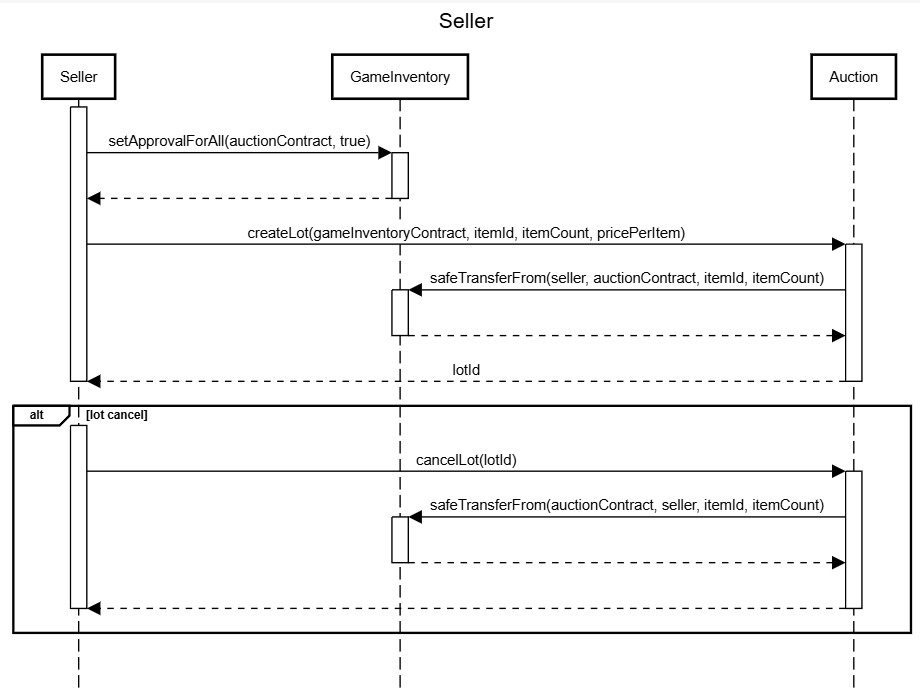 Seller
Seller
GameInventory
Auction
setApprovalForAll(auctionContract, true)
createLot(gameInventoryContract, itemId, itemCount, pricePerItem)
safeTransferFrom(seller, auctionContract, itemId, itemCount)
lotId
alt
[lot cancel]
cancelLot(lotId)
safeTransferFrom(auctionContract, seller, itemId, itemCount)